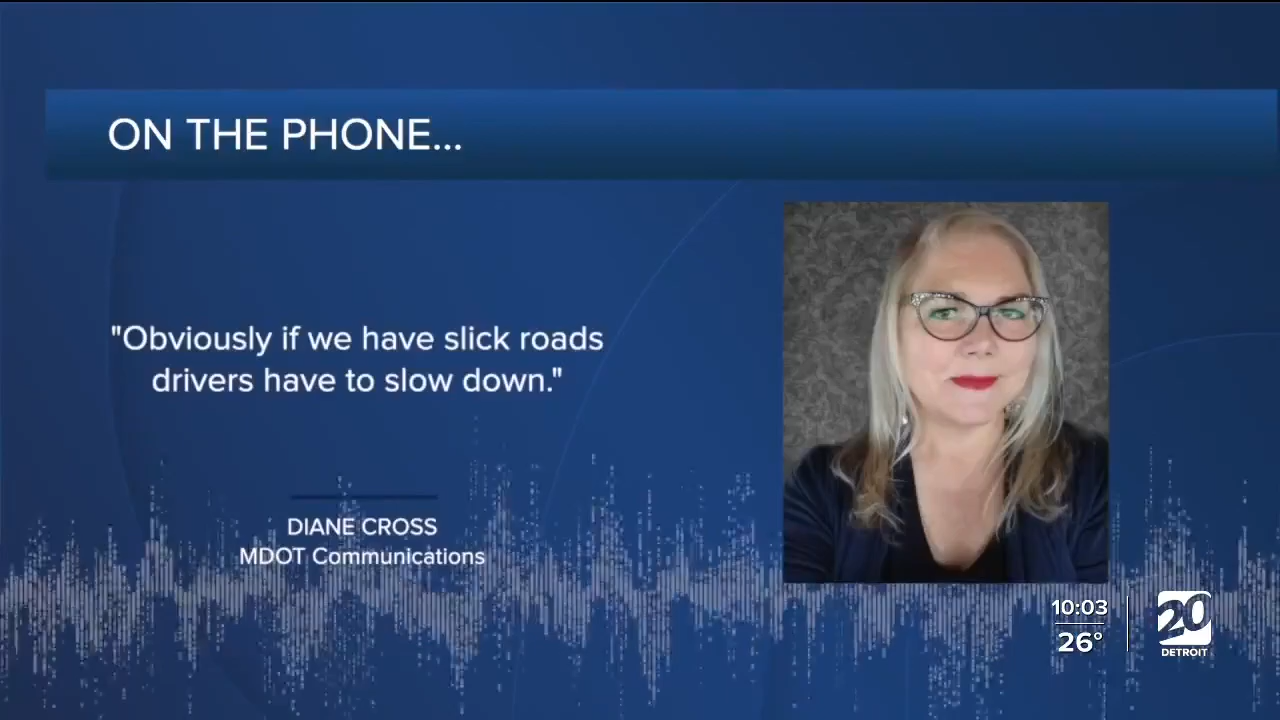 ON THE PHONE...
"Obviously if we have slick roads
drivers have to slow down."
DIANE CROSS
MDOT Communications
10:03
26°
20
DETROIT